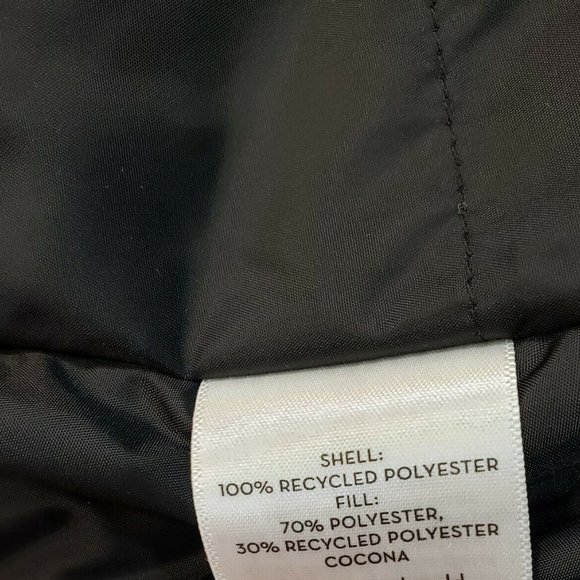 SHELL:
100% RECYCLED POLYESTER
FILL:
70% POLYESTER,
30% RECYCLED POLYESTER
COCONA